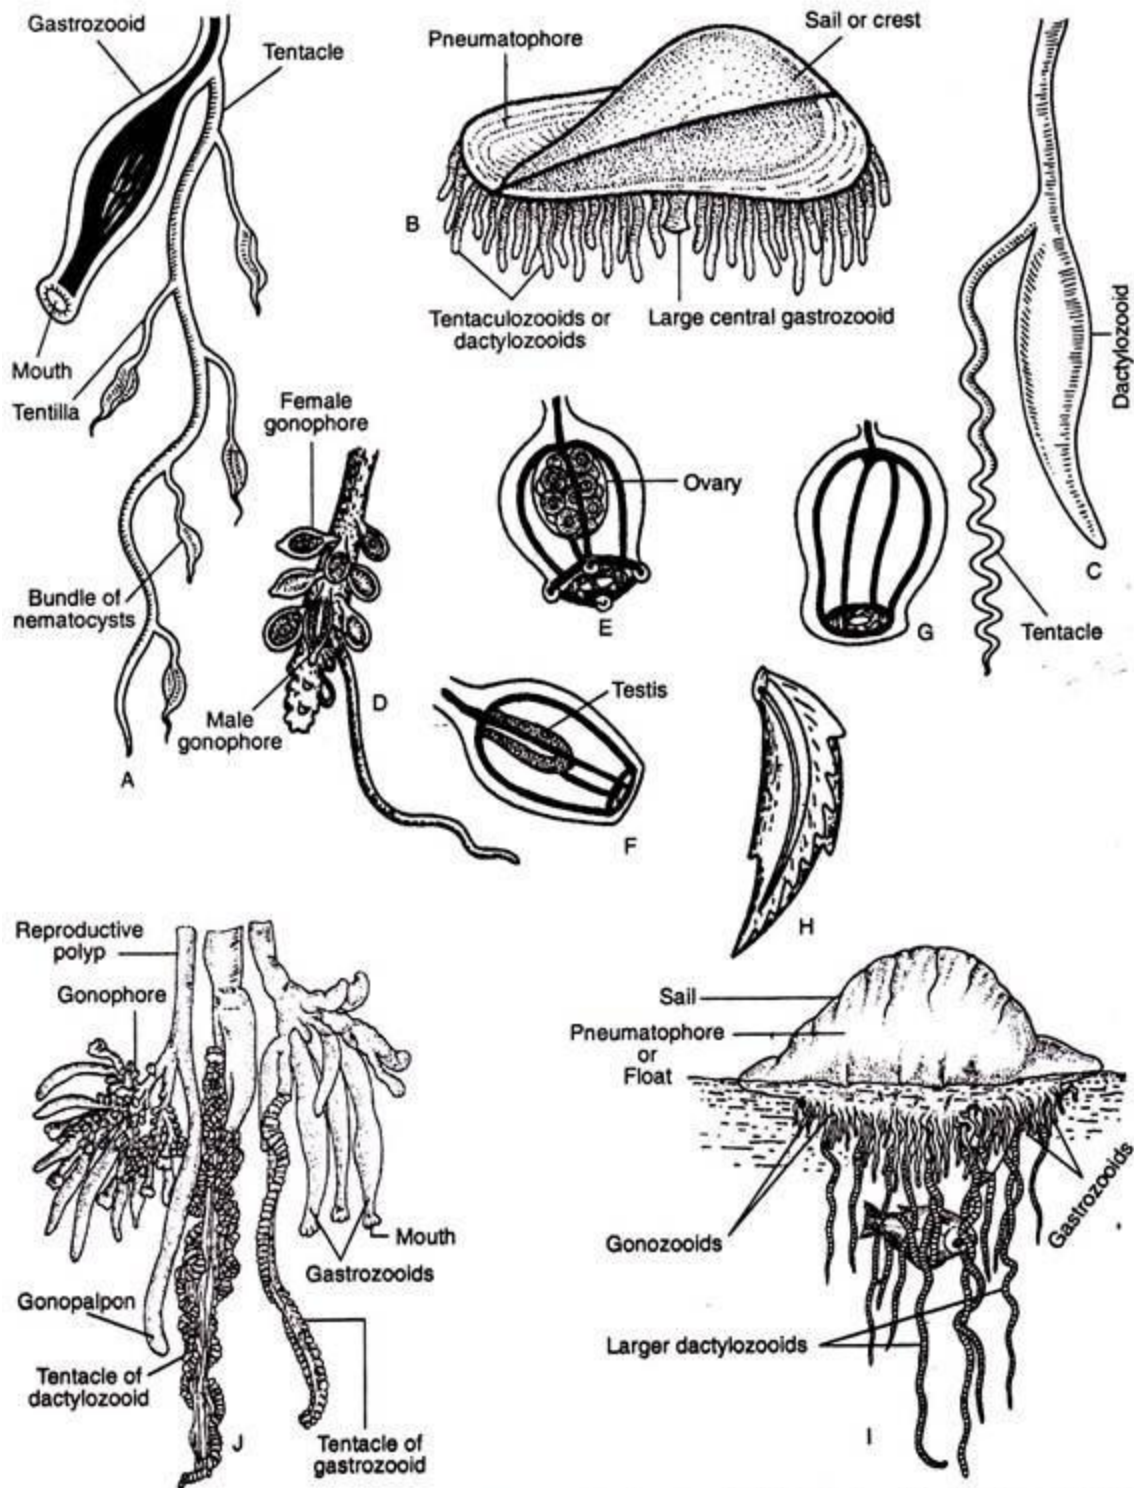 Gastrozooid
Tentacle
Mouth
Tentilla
Bundle of
nematocysts
A
Pneumatophore
Sail or crest
B
Tentaculozooids or
dactylozooids
Large central gastrozooid
Dactylozooid
C
Tentacle
Female
gonophore
Male
gonophore
D
Ovary
E
Testis
F
G
H
Reproductive
polyp
Gonophore
Gonopalpon
Tentacle of
dactylozooid
J
Mouth
Gastrozooids
Tentacle of
gastrozooid
Sail
Pneumatophore
or
Float
Gonozooids
Gastrozooids
Larger dactylozooids
I